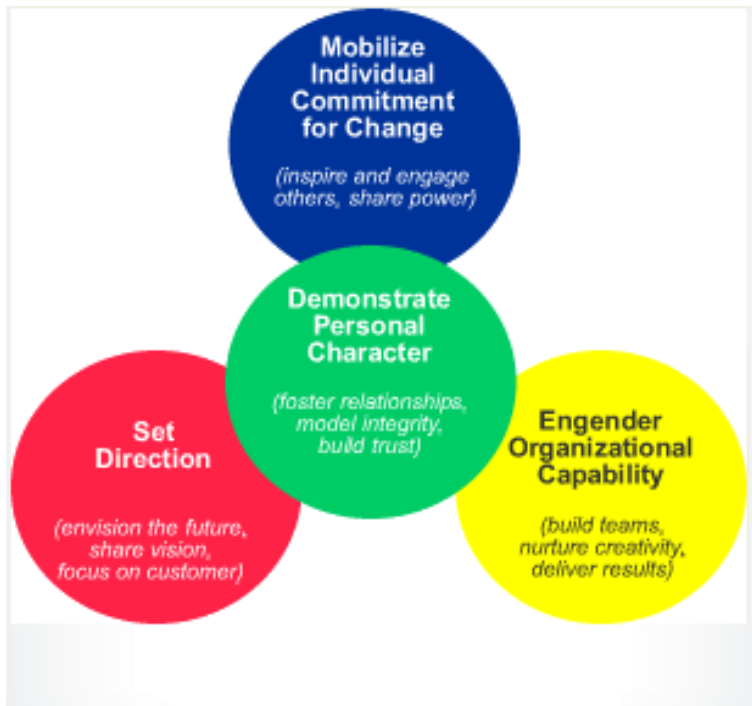 Mobilize
Individual
Commitment
for Change
(inspire and engage
others, share power)
Demonstrate
Personal
Character
(foster relationships,
model integrity,
build trust)
Set
Direction
(envision the future,
share vision,
focus on customer)
Engender
Organizational
Capability
(build teams,
nurture creativity,
deliver results)